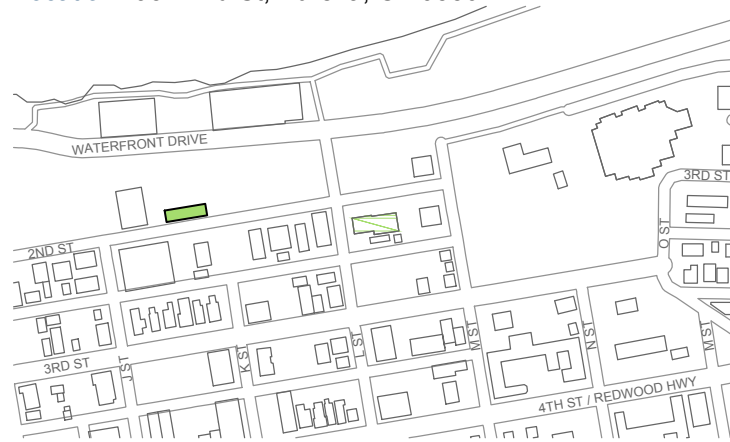 WATERFRONT DRIVE
3RD ST
O ST
2ND ST
3RD ST
J ST
K ST
L ST
M ST
N ST
M ST
4TH ST / REDWOOD HWY